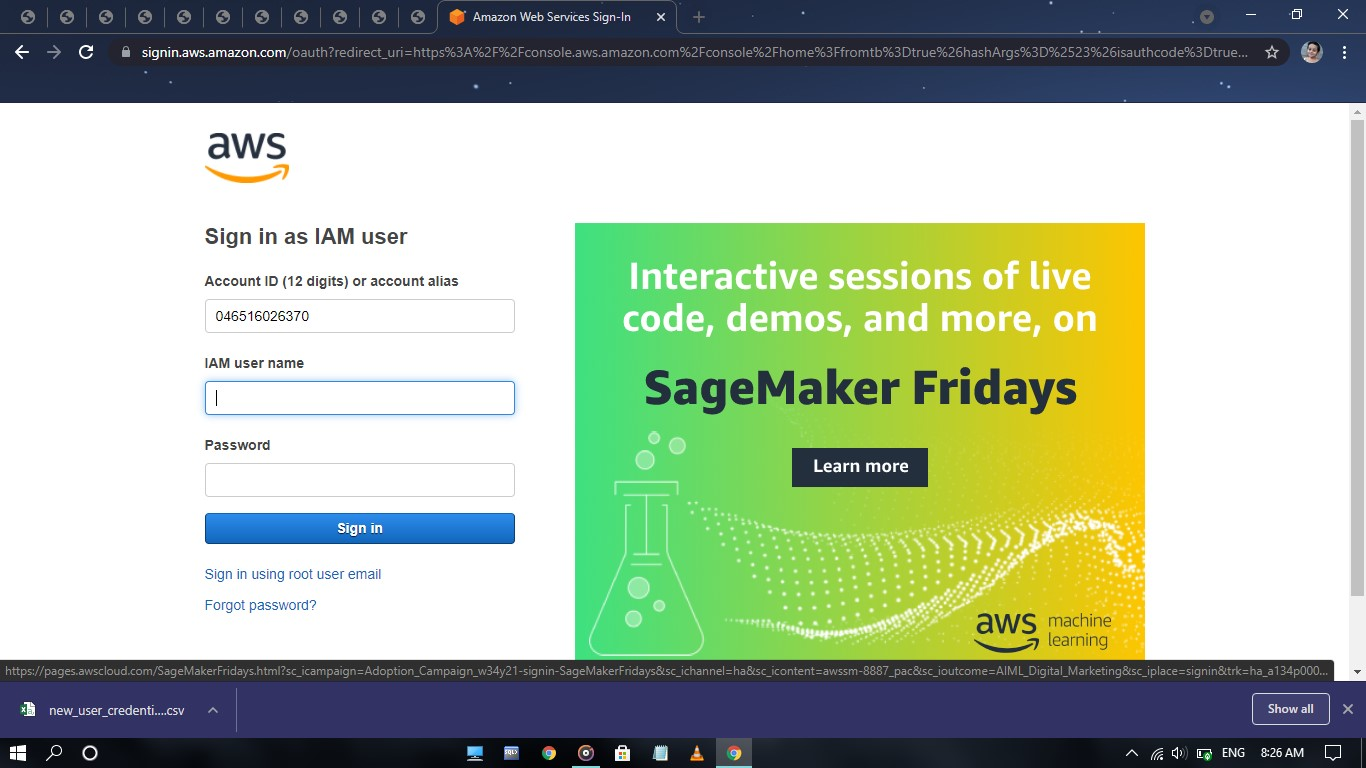 Amazon Web Services Sign-In
signin.aws.amazon.com/oauth?redirect_uri=https%3A%2F%2Fconsole.aws.amazon.com%2Fconsole%2Fhome%3Ffromtb%3Dtrue%26hashArgs%3D%2523%26isauthcode%3Dtrue...
aws
Sign in as IAM user
Account ID (12 digits) or account alias
046516026370
IAM user name
Password
Sign in
Sign in using root user email
Forgot password?
Interactive sessions of live
code, demos, and more, on
SageMaker Fridays
Learn more
aws machine
learning
https://pages.awscloud.com/SageMakerFridays.html?sc_icampaign=Adoption_Campaign_w34y21-signin-SageMakerFridays&sc_ichannel=ha&sc_icontent=awssm-8887_pac&sc_ioutcome=AIML_Digital_Marketing&sc_iplace=signin&trk=ha_a134p000...
new_user_credenti....csv
Show all
ENG
8:26 AM